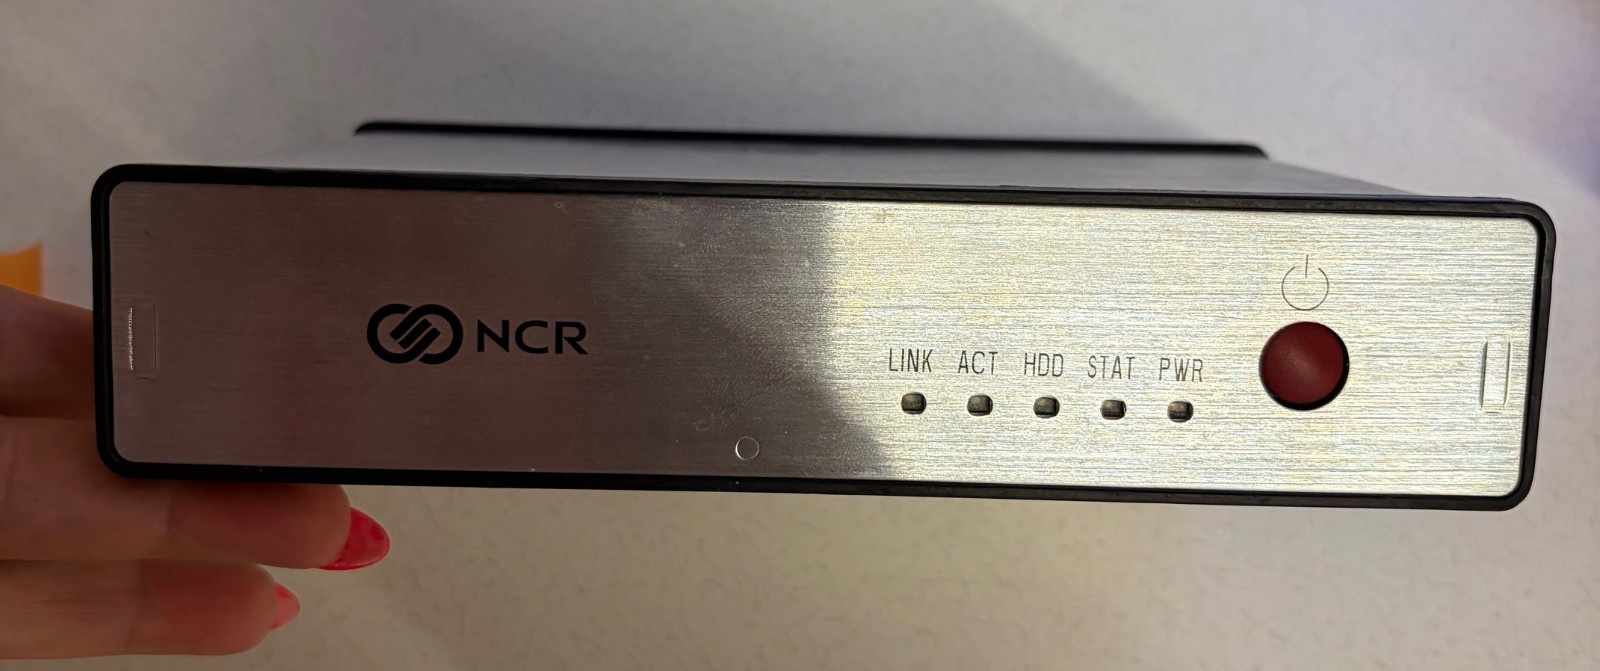 NCR
LINK ACT HDD STAT PWR